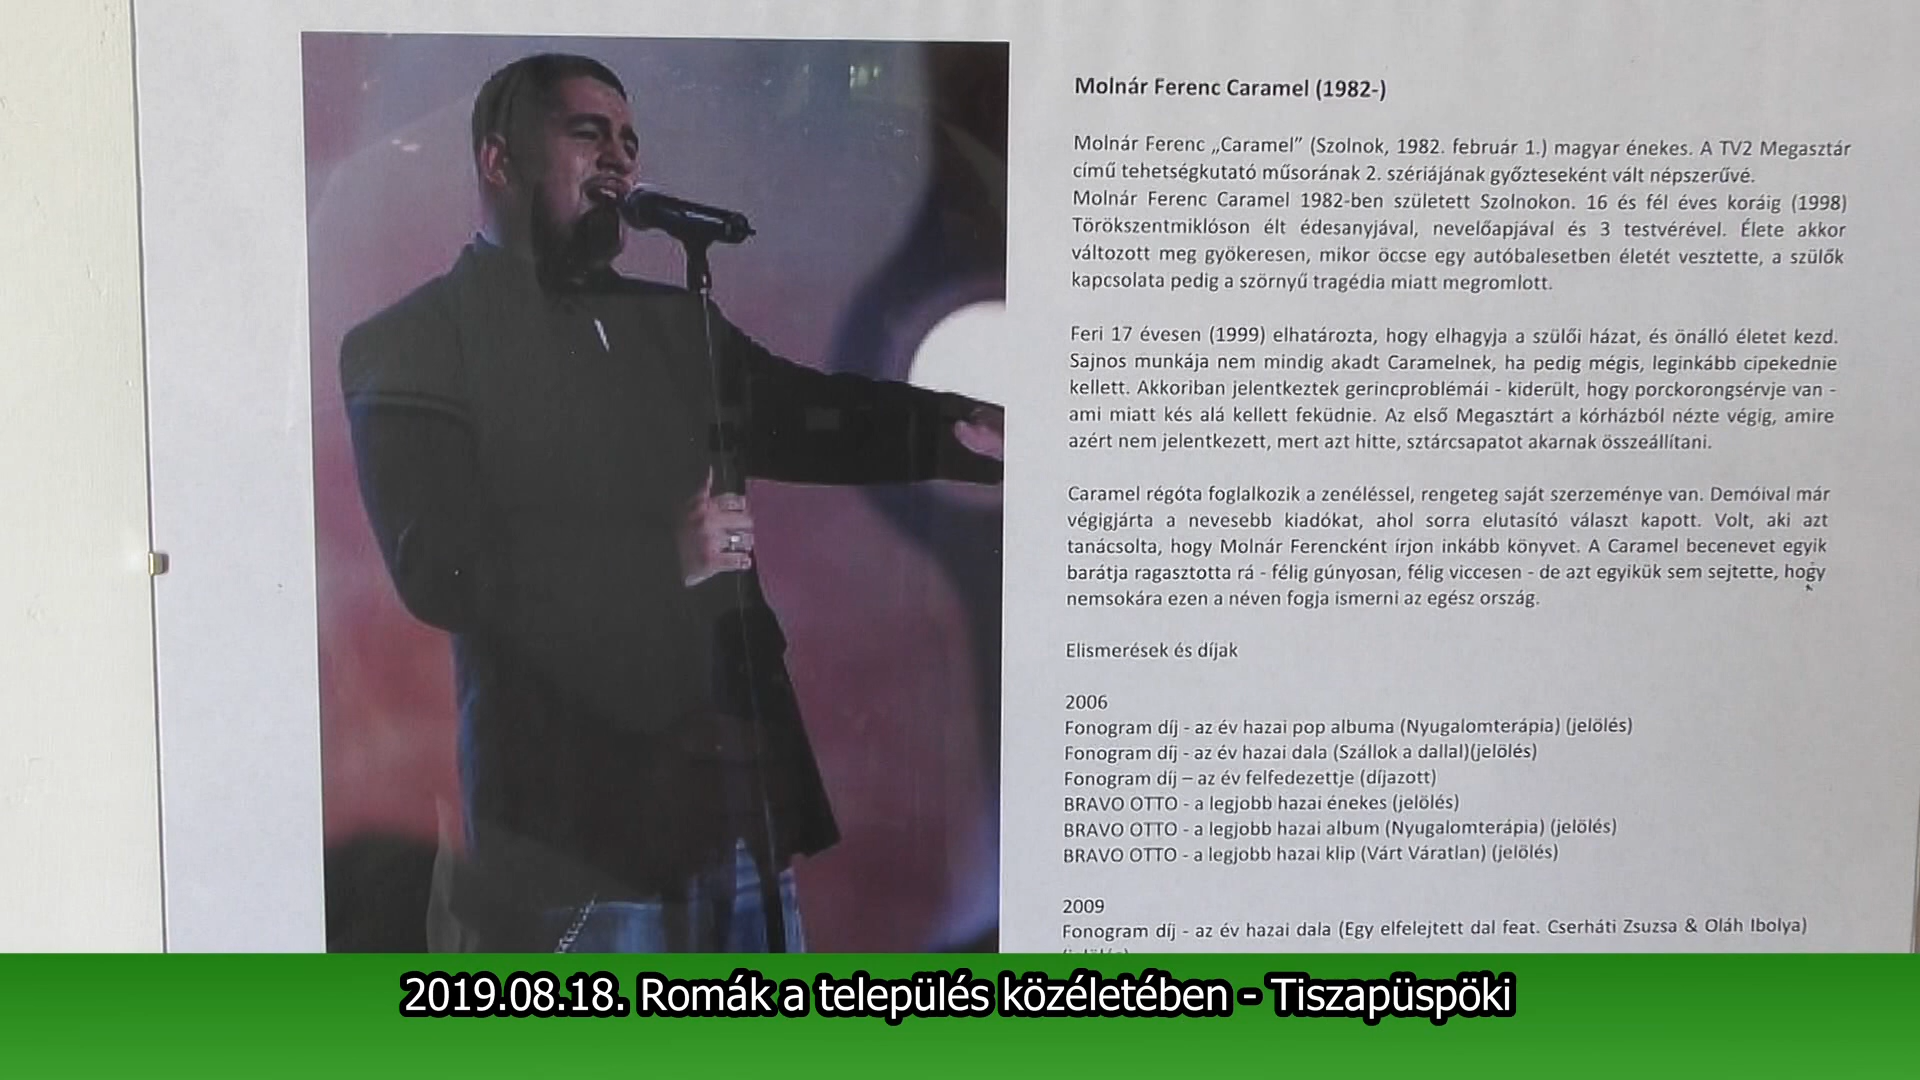 Molnár Ferenc Caramel (1982-)
Molnár Ferenc „Caramel” (Szolnok, 1982. február 1.) magyar énekes. A TV2 Megasztár
című tehetségkutató műsorának 2. szériájának győzteseként vált népszerűvé.
Molnár Ferenc Caramel 1982-ben született Szolnokon. 16 és fél éves koráig (1998)
Törökszentmiklóson élt édesanyjával, nevelőapjával és 3 testvérével. Élete akkor
változott meg gyökeresen, mikor öccse egy autóbalesetben életét vesztette, a szülők
kapcsolata pedig a szörnyű tragédia miatt megromlott.
Feri 17 évesen (1999) elhatározta, hogy elhagyja a szülői házat, és önálló életet kezd.
Sajnos munkája nem mindig akadt Caramelnek, ha pedig mégis, leginkább cipekednie
kellett. Akkoriban jelentkeztek gerincproblémái - kiderült, hogy porckorongsérvje van -
ami miatt kés alá kellett feküdnie. Az első Megasztárt a kórházból nézte végig, amire
azért nem jelentkezett, mert azt hitte, sztárcsapatot akarnak összeállítani.
Caramel régóta foglalkozik a zenéléssel, rengeteg saját szerzeménye van. Demóival már
végigjárta a nevesebb kiadókat, ahol sorra elutasító választ kapott. Volt, aki azt
tanácsolta, hogy Molnár Ferencként írjon inkább könyvet. A Caramel becenevet egyik
barátja ragasztotta rá - félig gúnyosan, félig viccesen - de azt egyikük sem sejtette, hogy
nemsokára ezen a néven fogja ismerni az egész ország.
Elismerések és díjak
2006
Fonogram díj - az év hazai pop albuma (Nyugalomterápia) (jelölés)
Fonogram díj - az év hazai dala (Szállok a dallal)(jelölés)
Fonogram díj – az év felfedezettje (díjazott)
BRAVO OTTO - a legjobb hazai énekes (jelölés)
BRAVO OTTO - a legjobb hazai album (Nyugalomterápia) (jelölés)
BRAVO OTTO - a legjobb hazai klip (Várt Váratlan) (jelölés)
2009
Fonogram díj - az év hazai dala (Egy elfelejtett dal feat. Cserháti Zsuzsa & Oláh Ibolya)
2019.08.18. Romák a település közéletében - Tiszapüspöki